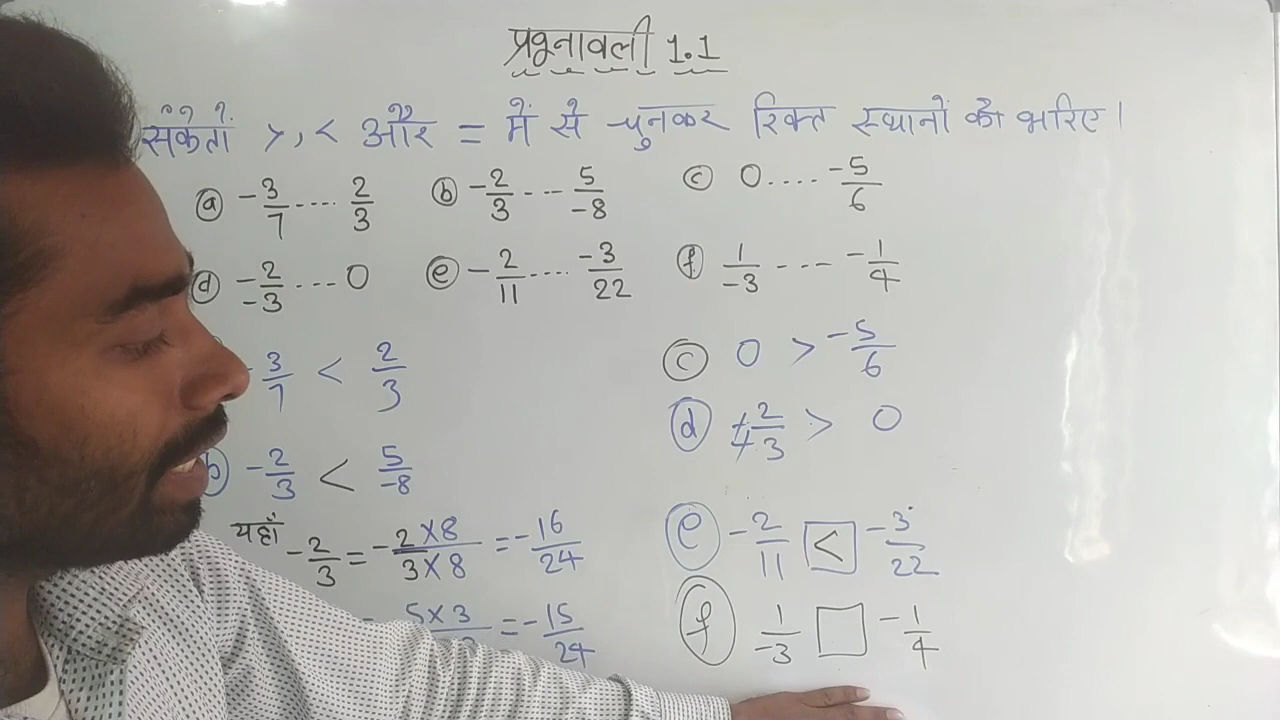 प्रश्नावली 1.1
संकेतों >, < और = में से चुनकर रिक्त स्थानों को भरिए।
(a) -3/7 .... 2/3 (b) -2/3 .... 5/-8 (c) 0 .... -5/6
(d) -2/-3 .... 0 (e) -2/11 .... -3/22 (f) 1/-3 .... -1/4
3/7 < 2/3
(c) 0 > -5/6
(d) 2/3 > 0
(b) -2/3 < 5/-8
यहाँ -2/3 = -2×8/3×8 = -16/24
5×3 = -15/24
(e) -2/11 < -3/22
(f) 1/-3 □ -1/4